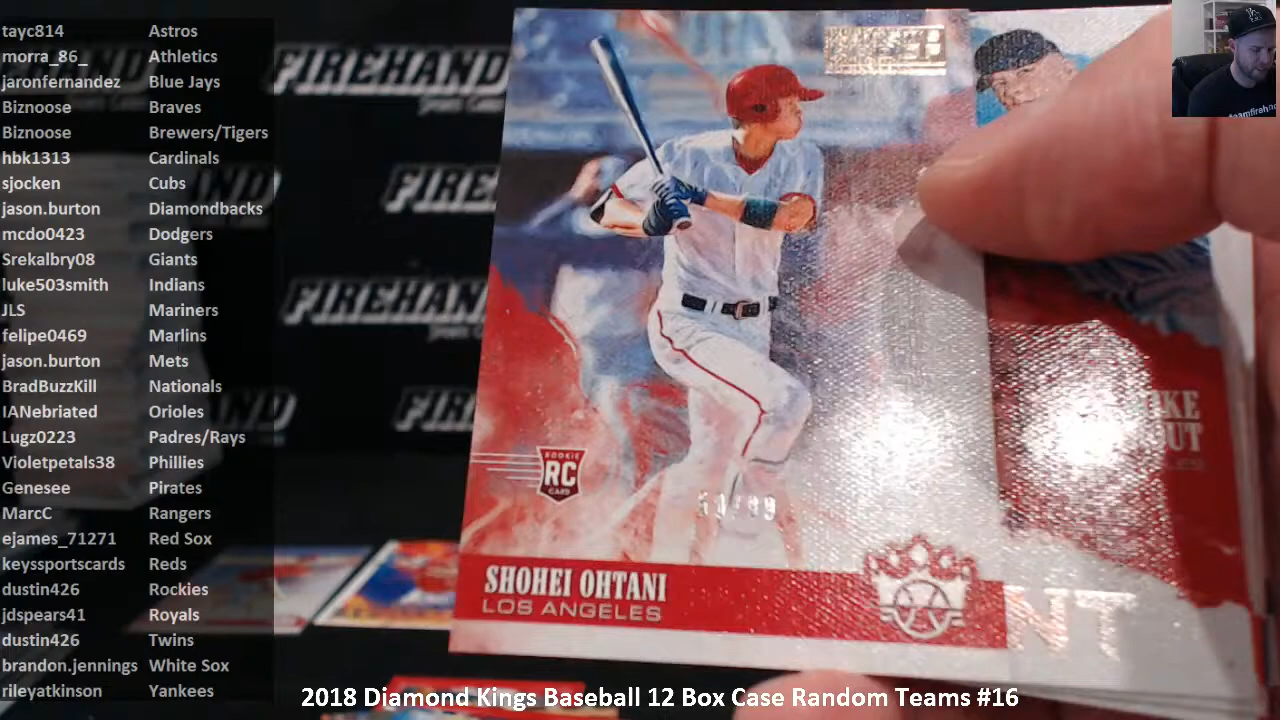 tayc814 Astros
morra_86_ Athletics
jaronfernandez Blue Jays
Biznoose Braves
Biznoose Brewers/Tigers
hbk1313 Cardinals
sjocken Cubs
jason.burton Diamondbacks
mcdo0423 Dodgers
Srekalbry08 Giants
luke503smith Indians
JLS Mariners
felipe0469 Marlins
jason.burton Mets
BradBuzzKill Nationals
IANebriated Orioles
Lugz0223 Padres/Rays
Violetpetals38 Phillies
Genesee Pirates
MarcC Rangers
ejames_71271 Red Sox
keyssportscards Reds
dustin426 Rockies
jdspears41 Royals
dustin426 Twins
brandon.jennings White Sox
rileyatkinson Yankees
FIREHAND
FIREHAND
ROOKIE
RC
CARD
SHOHEI OHTANI
LOS ANGELES
NT
2018 Diamond Kings Baseball 12 Box Case Random Teams #16